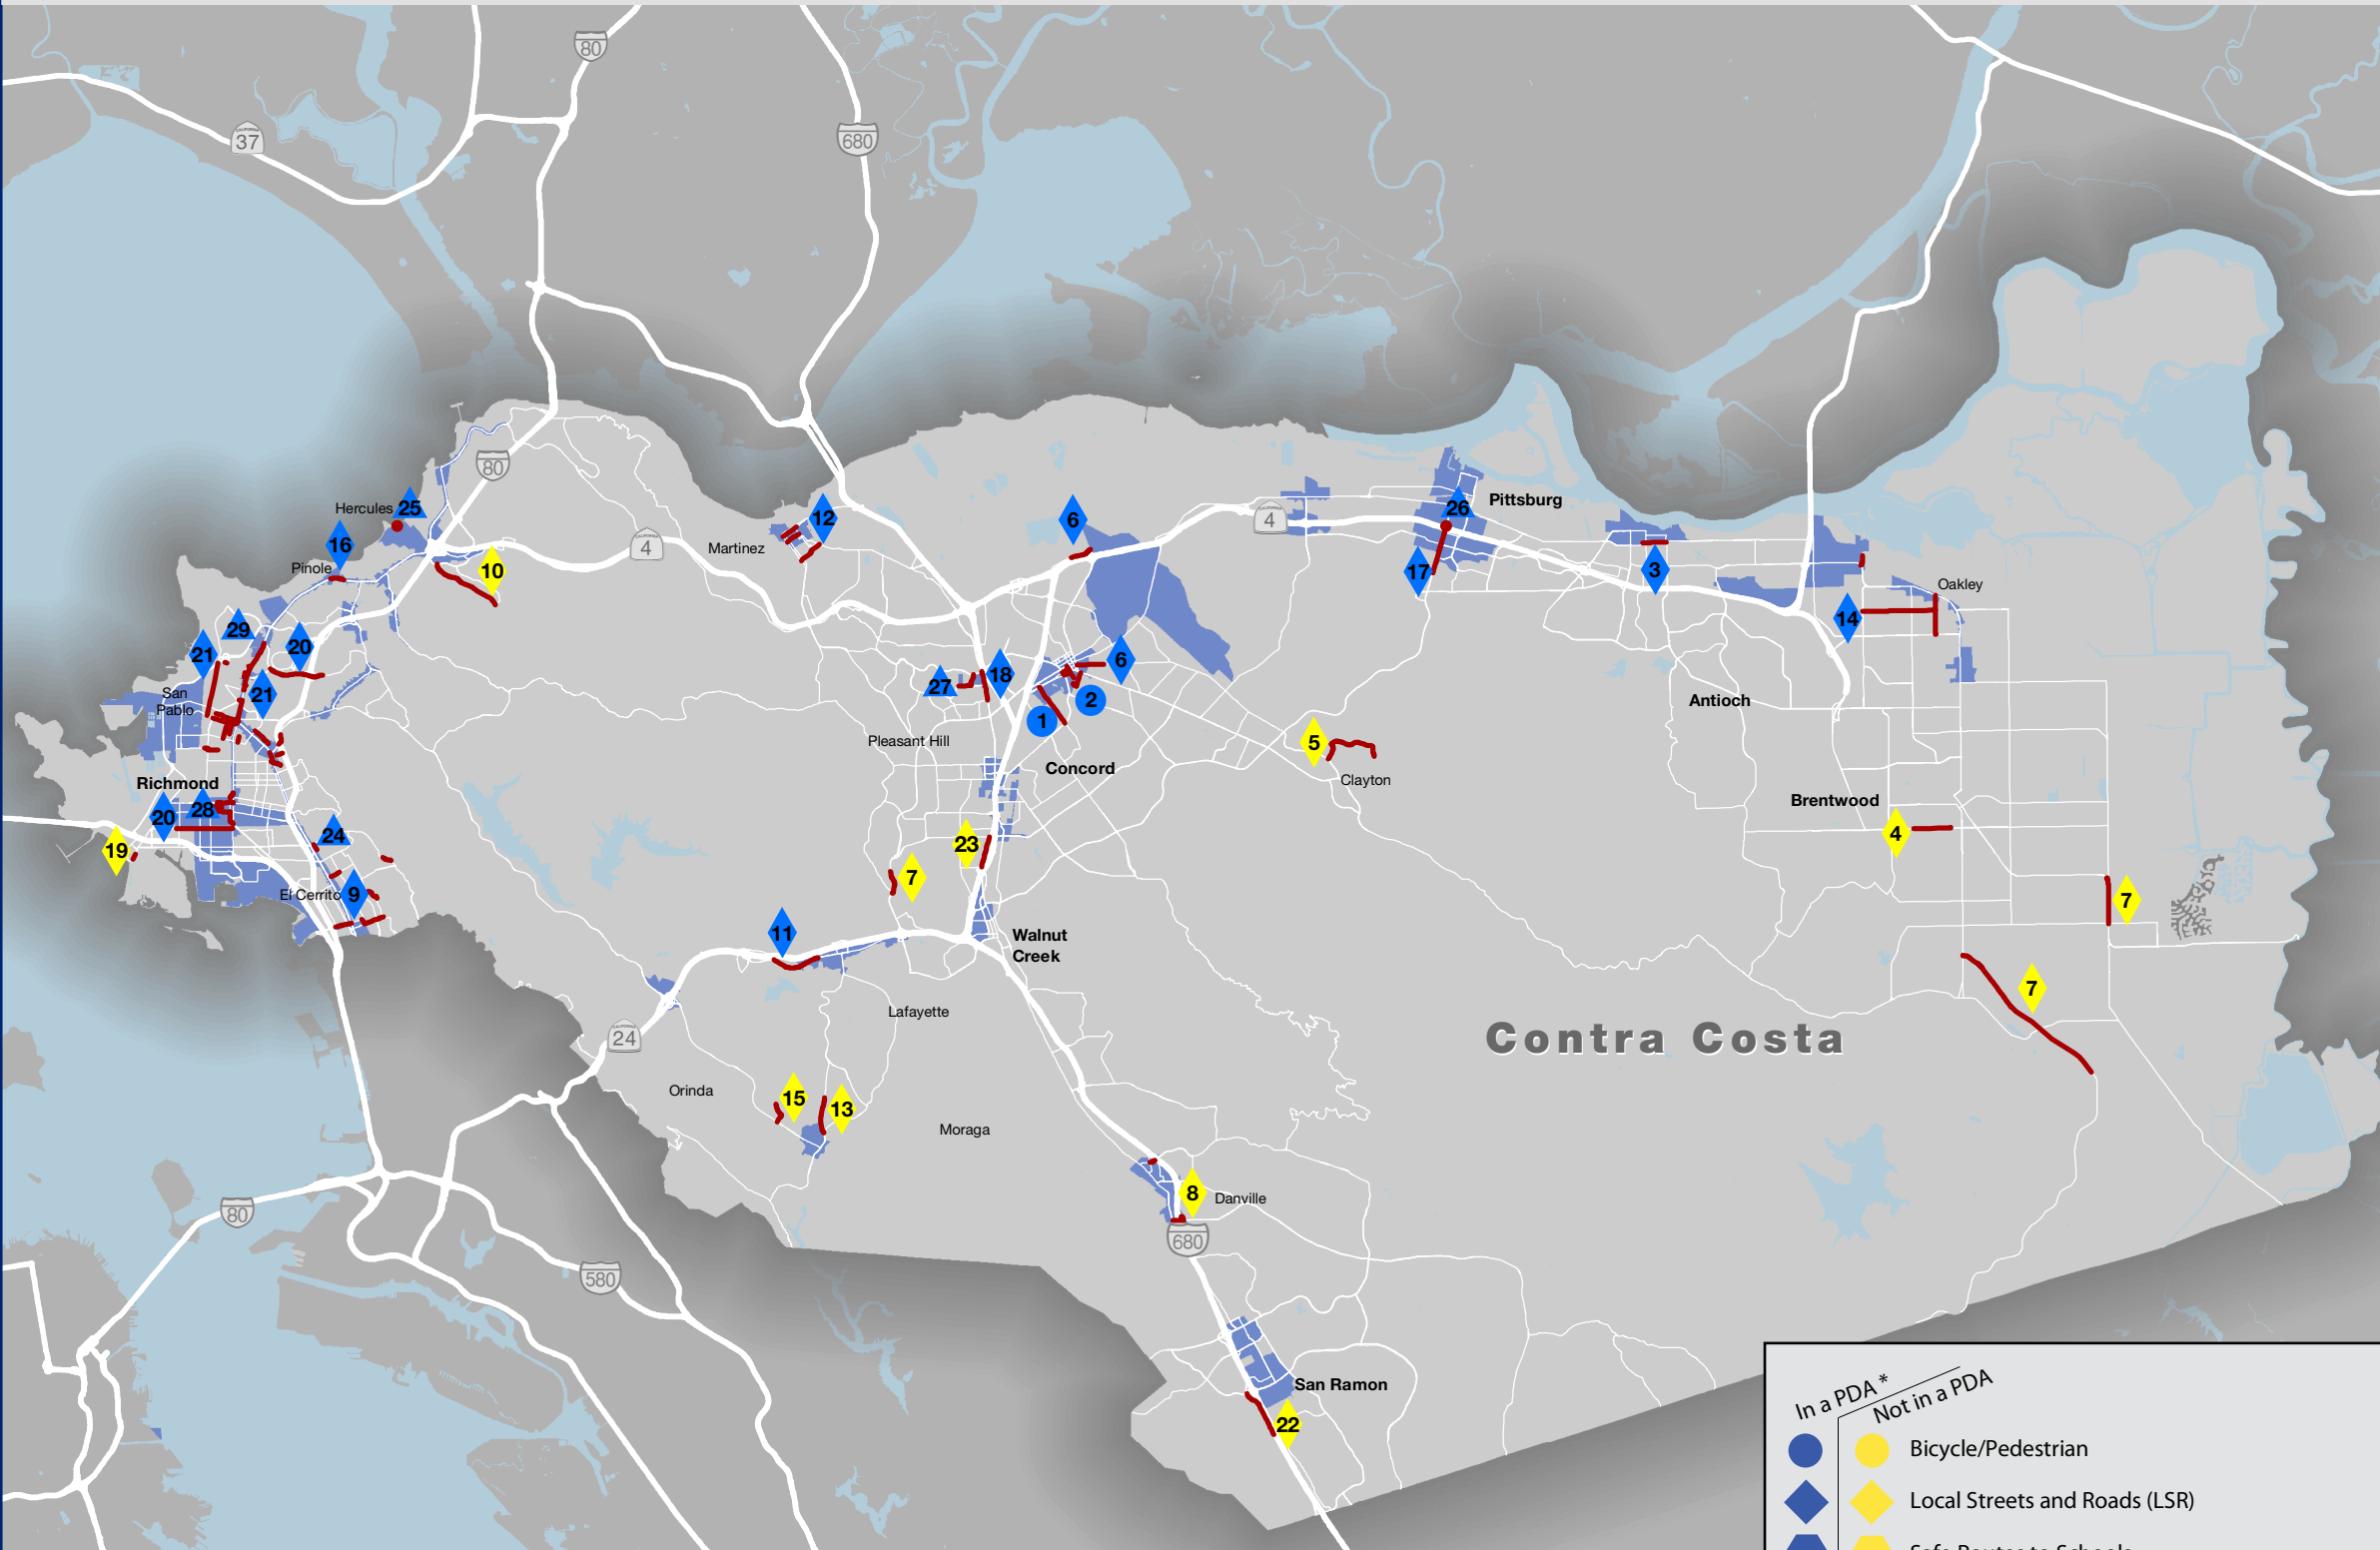 80
37
CALIFORNIA
680
80
Hercules
25
16
Pinole
10
CALIFORNIA
4
Martinez
12
6
4
26
Pittsburg
17
3
Oakley
14
29
20
21
21
San
Pablo
27
18
6
2
1
Antioch
Pleasant Hill
Concord
5
Clayton
Richmond
20
28
24
19
Brentwood
4
23
7
El Cerrito
9
7
11
Walnut
Creek
7
Lafayette
CALIFORNIA
24
Contra Costa
Orinda
15
13
Moraga
8
Danville
80
680
580
San Ramon
22
In a PDA *
Not in a PDA
Bicycle/Pedestrian
Local Streets and Roads (LSR)